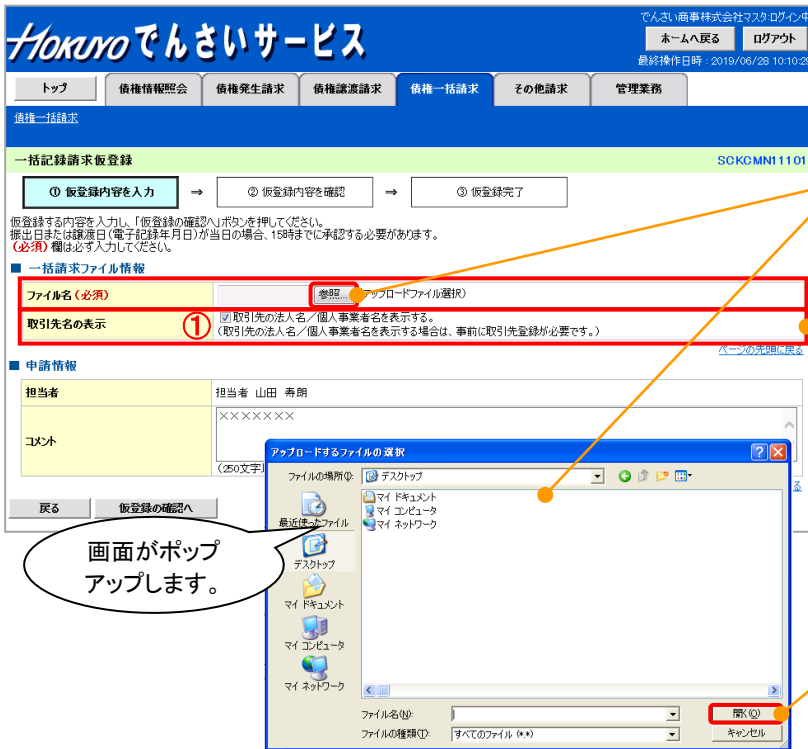 でんさい商事株式会社マスタ:ログイン中
Hokuyo でんさいサービス
ホームへ戻る ログアウト
最終操作日時：2019/06/28 10:10:29
トップ 債権情報照会 債権発生請求 債権譲渡請求 債権一括請求 その他請求 管理業務
債権一括請求
一括記録請求仮登録 SCKCMN11101
① 仮登録内容を入力 ⇒ ② 仮登録内容を確認 ⇒ ③ 仮登録完了
仮登録する内容を入力し、「仮登録の確認へ」ボタンを押してください。
振出日または譲渡日(電子記録年月日)が当日の場合、15時までに承認する必要があります。
(必須)欄は必ず入力してください。
■ 一括請求ファイル情報
ファイル名(必須) 参照... (アップロードファイル選択)
取引先名の表示 ① 取引先の法人名／個人事業者名を表示する。
(取引先の法人名／個人事業者名を表示する場合は、事前に取引先登録が必要です。)
ページの先頭に戻る
■ 申請情報
担当者 担当者 山田 寿朗
コメント ×××××××
(250文字
る
戻る 仮登録の確認へ
画面がポップ
アップします。
アップロードするファイルの選択
ファイルの場所(I): デスクトップ
最近使ったファイル
デスクトップ
マイ ドキュメント
マイ コンピュータ
マイ ネットワーク
マイ ドキュメント
マイ コンピュータ
マイ ネットワーク
ファイル名(N): 開く(O)
ファイルの種類(T): すべてのファイル (*.*) キャンセル